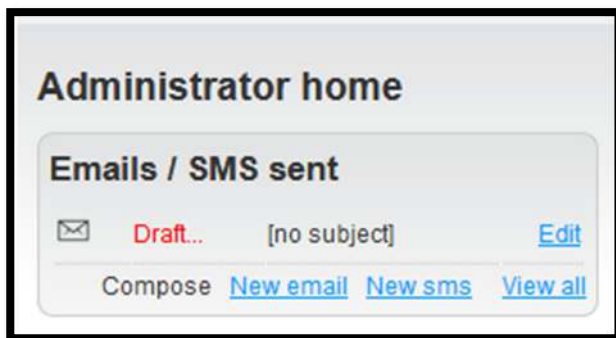 Administrator home
Emails / SMS sent
Draft... [no subject] Edit
Compose New email New sms View all